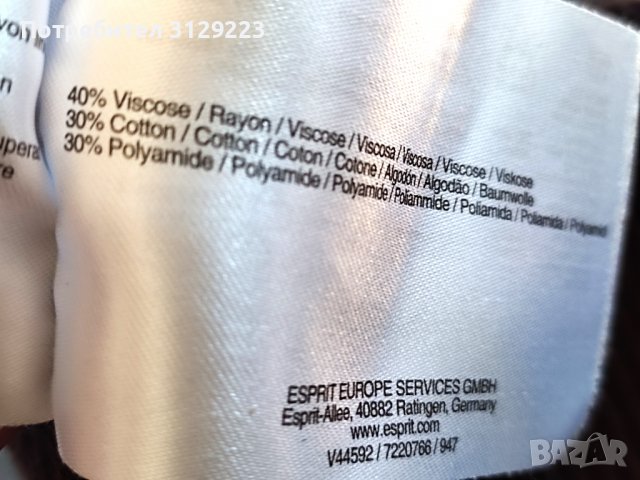 Потребител 3129223
40% Viscose / Rayon / Viscose / Viscosa / Viscosa / Viscose / Viskose
30% Cotton / Cotton / Coton / Cotone / Algodón / Algodão / Baumwolle
30% Polyamide / Polyamide / Polyamide / Poliammide / Poliamida / Poliamida / Polyamid
ESPRIT EUROPE SERVICES GMBH
Esprit-Allee, 40882 Ratingen, Germany
www.esprit.com
V44592 / 7220766 / 947
BAZAR